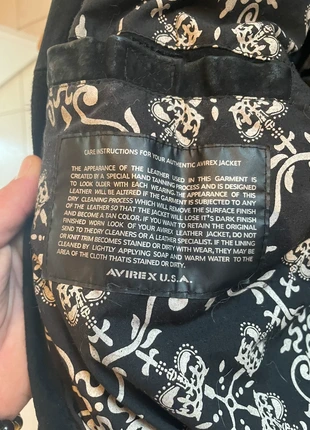 CARE INSTRUCTIONS FOR YOUR AUTHENTIC AVIREX JACKET
THE APPEARANCE OF THE LEATHER USED IN THIS GARMENT IS
CREATED BY A SPECIAL HAND TANNING PROCESS AND IS DESIGNED
TO LOOK OLDER WITH EACH WEARING. THE APPEARANCE OF THIS
LEATHER WILL BE ALTERED IF THE GARMENT IS SUBJECTED TO ANY
DRY CLEANING PROCESS WHICH WILL REMOVE THE SURFACE FINISH
OF THE LEATHER SO THAT THE JACKET WILL LOSE IT'S DARK FINISH
AND BECOME A TAN COLOR. IF YOU WANT TO RETAIN THE ORIGINAL
FINISHED WORN LOOK OF YOUR AVIREX LEATHER JACKET, DO NOT
SEND TO THE DRY CLEANERS OR A LEATHER SPECIALIST. IF THE LINING
OR KNIT TRIM BECOMES STAINED OR DIRTY WITH WEAR, THEY MAY BE
CLEANED BY LIGHTLY APPLYING SOAP AND WARM WATER TO THE
AREA OF THE CLOTH THAT IS STAINED OR DIRTY.
AVIREX U.S.A.